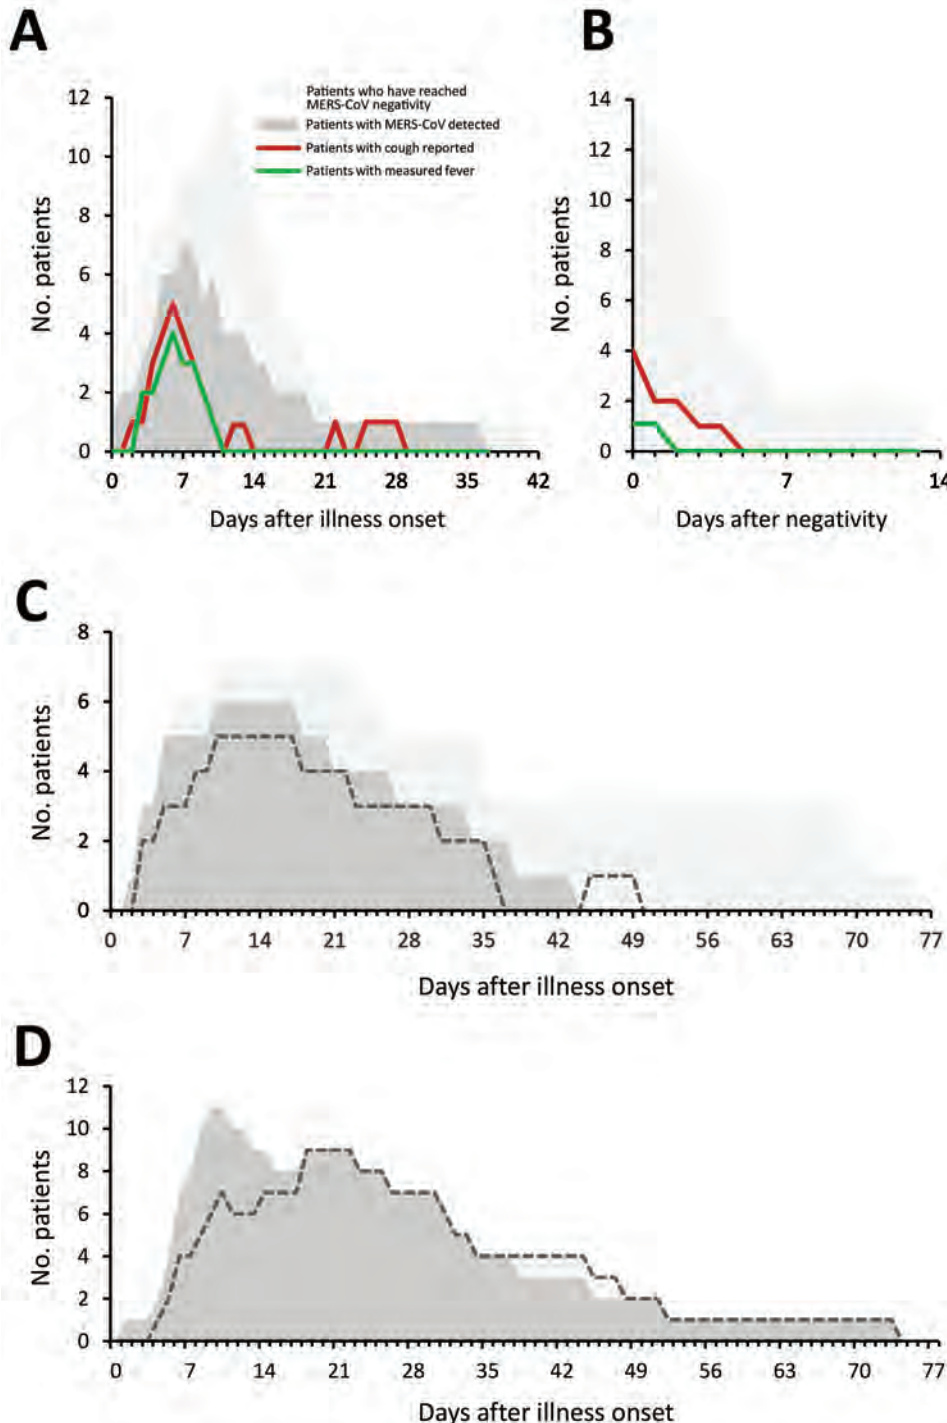 A
B
Patients who have reached
MERS-CoV negativity
Patients with MERS-CoV detected
Patients with cough reported
Patients with measured fever
12
10
8
6
4
2
0
No. patients
0 7 14 21 28 35 42
Days after illness onset
14
12
10
8
6
4
2
0
No. patients
0 7 14
Days after negativity
C
8
6
4
2
0
No. patients
0 7 14 21 28 35 42 49 56 63 70 77
Days after illness onset
D
12
10
8
6
4
2
0
No. patients
0 7 14 21 28 35 42 49 56 63 70 77
Days after illness onset